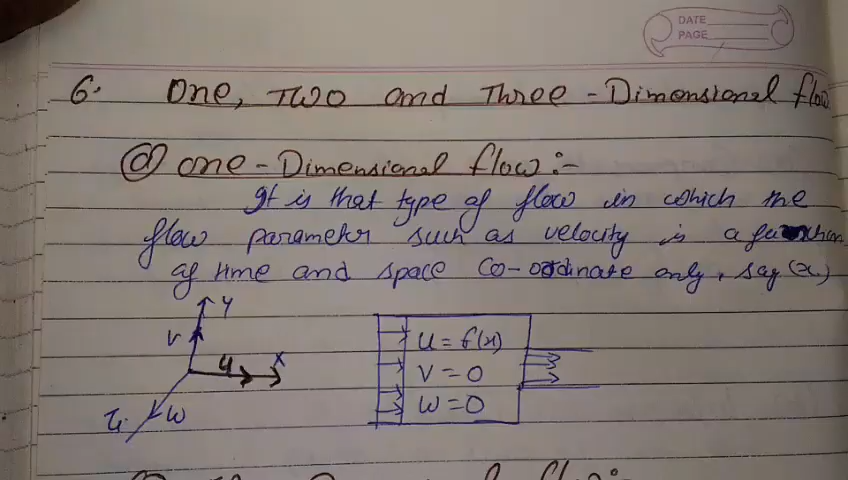 DATE
PAGE
6. One, Two and Three-Dimensional flow
(a) One-Dimensional flow:-
It is that type of flow in which the
flow parameter such as velocity is a function
of time and space co-ordinate only, say (x)
Y
V
U X
Z W
U = f(x)
V = 0
W = 0